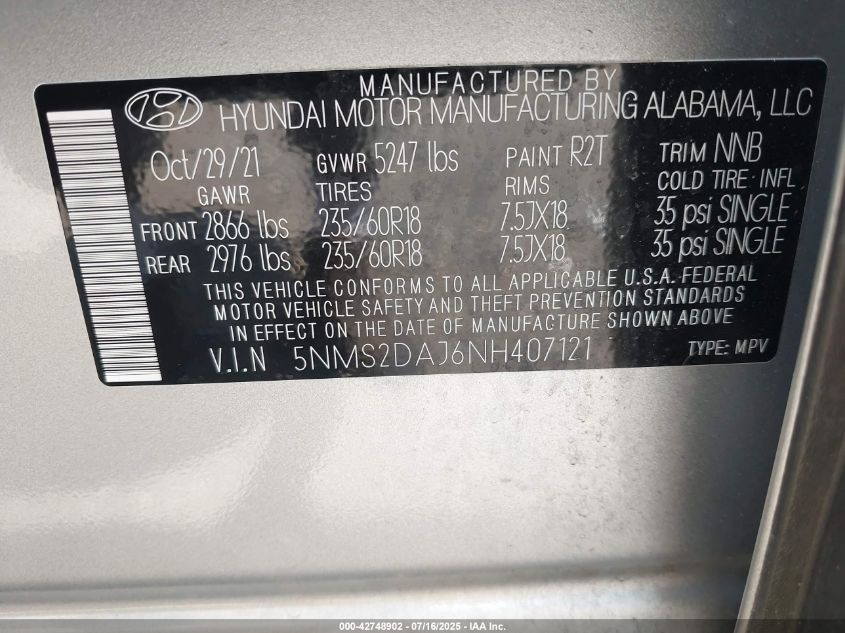 MANUFACTURED BY
HYUNDAI MOTOR MANUFACTURING ALABAMA, LLC
Oct/29/21 GVWR 5247 lbs PAINT R2T TRIM NNB
GAWR TIRES RIMS COLD TIRE INFL
FRONT 2866 lbs 235/60R18 7.5JX18 35 psi SINGLE
REAR 2976 lbs 235/60R18 7.5JX18 35 psi SINGLE
THIS VEHICLE CONFORMS TO ALL APPLICABLE U.S.A. FEDERAL
MOTOR VEHICLE SAFETY AND THEFT PREVENTION STANDARDS
IN EFFECT ON THE DATE OF MANUFACTURE SHOWN ABOVE
V.I.N 5NMS2DAJ6NH407121 TYPE: MPV
000-42748902 - 07/16/2025 - IAA Inc.